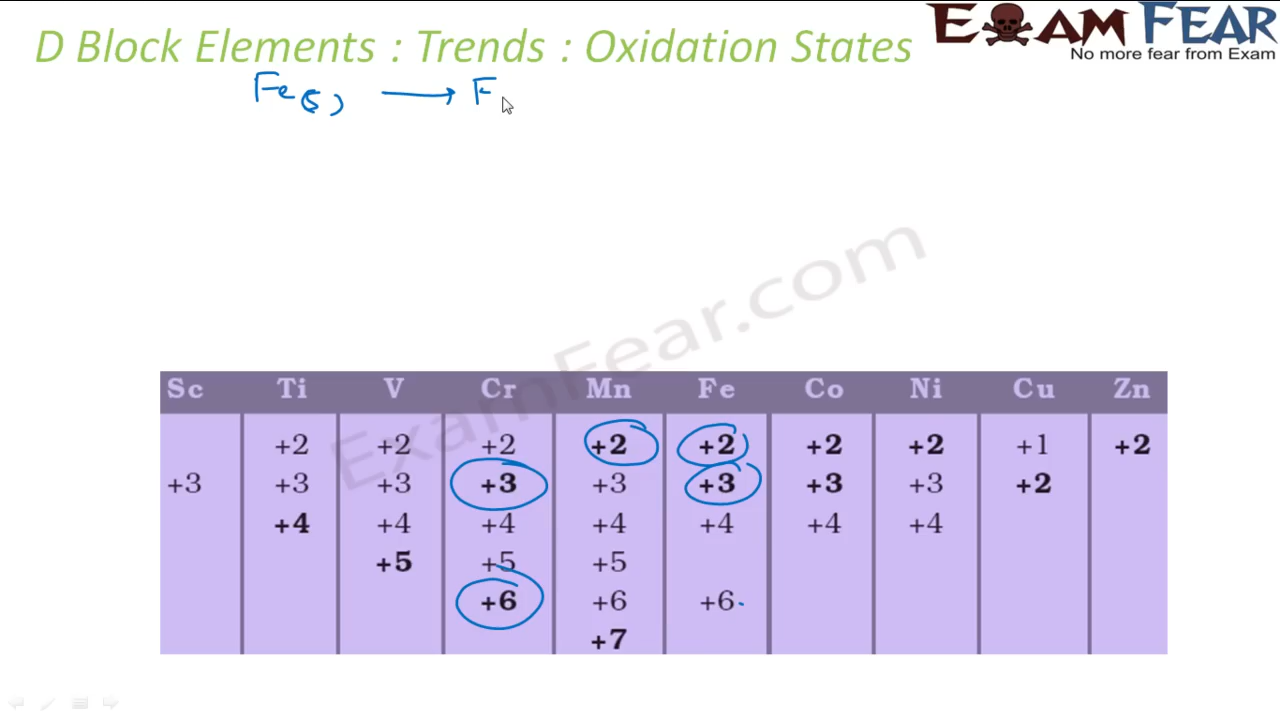 D Block Elements : Trends : Oxidation States
EXAM FEAR
No more fear from Exam
Fe(s) → F
ExamFear.com
Sc Ti V Cr Mn Fe Co Ni Cu Zn
+2 +2 +2 +2 +2 +2 +2 +1 +2
+3 +3 +3 +3 +3 +3 +3 +3 +2
+4 +4 +4 +4 +4 +4 +4
+5 +5 +5
+6 +6 +6
+7